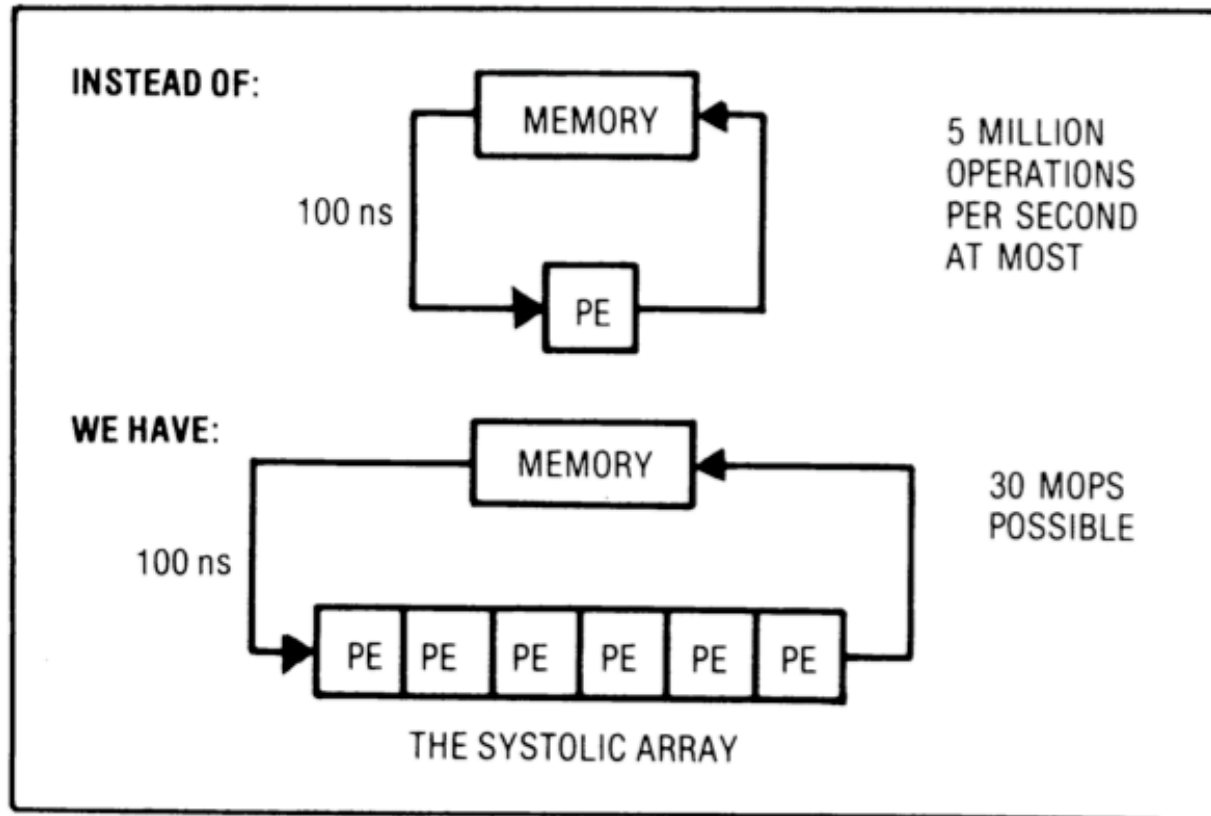 INSTEAD OF:
MEMORY
100 ns
PE
5 MILLION
OPERATIONS
PER SECOND
AT MOST
WE HAVE:
MEMORY
100 ns
PE PE PE PE PE PE
30 MOPS
POSSIBLE
THE SYSTOLIC ARRAY